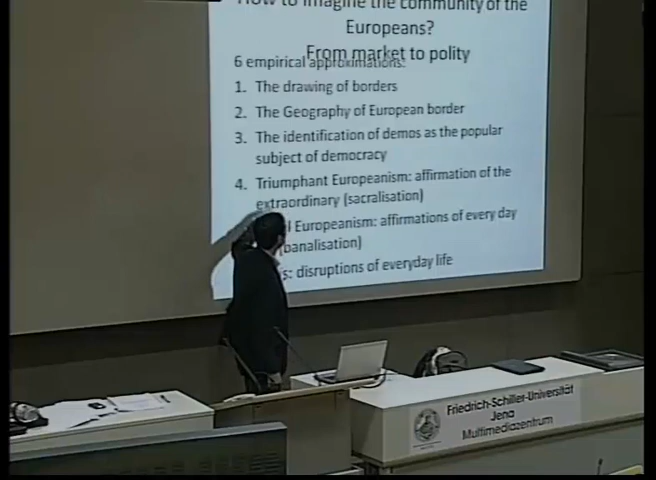 How to imagine the community of the
Europeans?
From market to polity
6 empirical approximations:
1. The drawing of borders
2. The Geography of European border
3. The identification of demos as the popular
subject of democracy
4. Triumphant Europeanism: affirmation of the
extraordinary (sacralisation)
Europeanism: affirmations of every day
(banalisation)
disruptions of everyday life
Friedrich-Schiller-Universität
Jena
Multimediazentrum